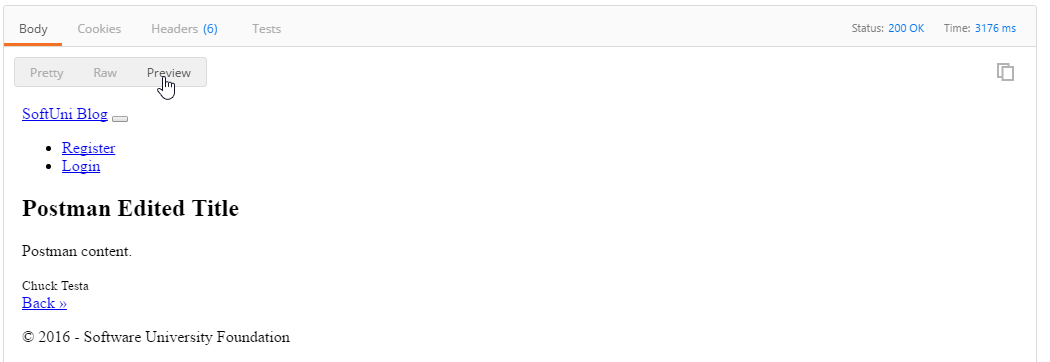 Body Cookies Headers (6) Tests Status: 200 OK Time: 3176 ms
Pretty Raw Preview
SoftUni Blog
Register
Login
Postman Edited Title
Postman content.
Chuck Testa
Back »
© 2016 - Software University Foundation